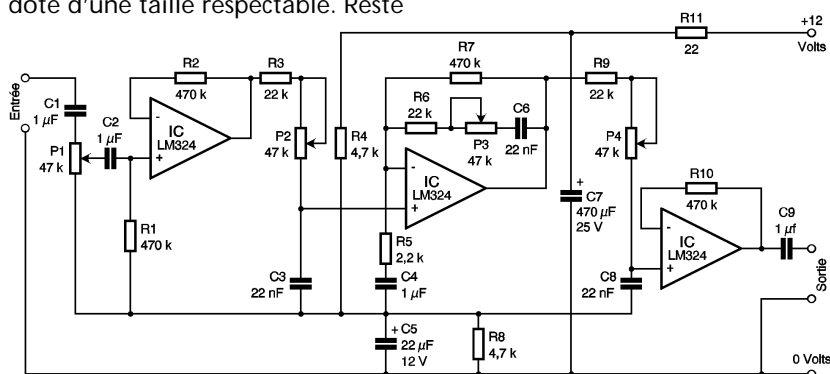 doté d'une taille respectable. Reste
R11
22
+12
Volts
R2
470 k
R3
22 k
R7
470 k
R9
22 k
Entrée
C1
1 µF
C2
1 µF
P1
47 k
-
+
IC
LM324
P2
47 k
R4
4,7 k
R6
22 k
P3
47 k
C6
22 nF
-
+
IC
LM324
P4
47 k
R1
470 k
+
C7
470 µF
25 V
R10
470 k
-
+
IC
LM324
C9
1 µf
R5
2,2 k
C3
22 nF
C4
1 µF
C8
22 nF
Sortie
+ C5
22 µF
12 V
R8
4,7 k
0 Volts